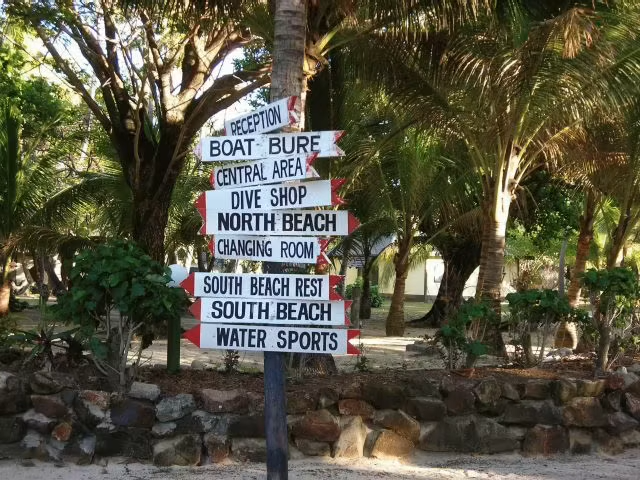 RECEPTION
BOAT BURE
CENTRAL AREA
DIVE SHOP
NORTH BEACH
CHANGING ROOM
SOUTH BEACH REST
SOUTH BEACH
WATER SPORTS